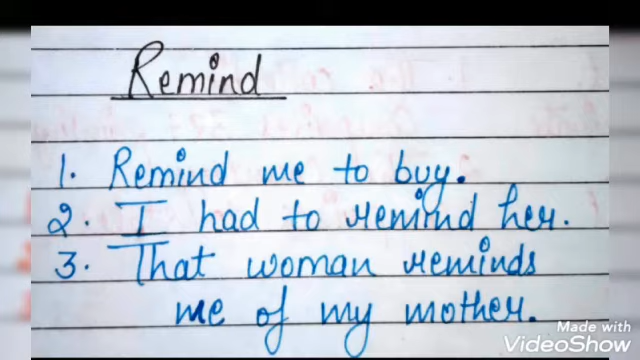 Remind
1. Remind me to buy.
2. I had to remind her.
3. That woman reminds
me of my mother.
Made with
VideoShow